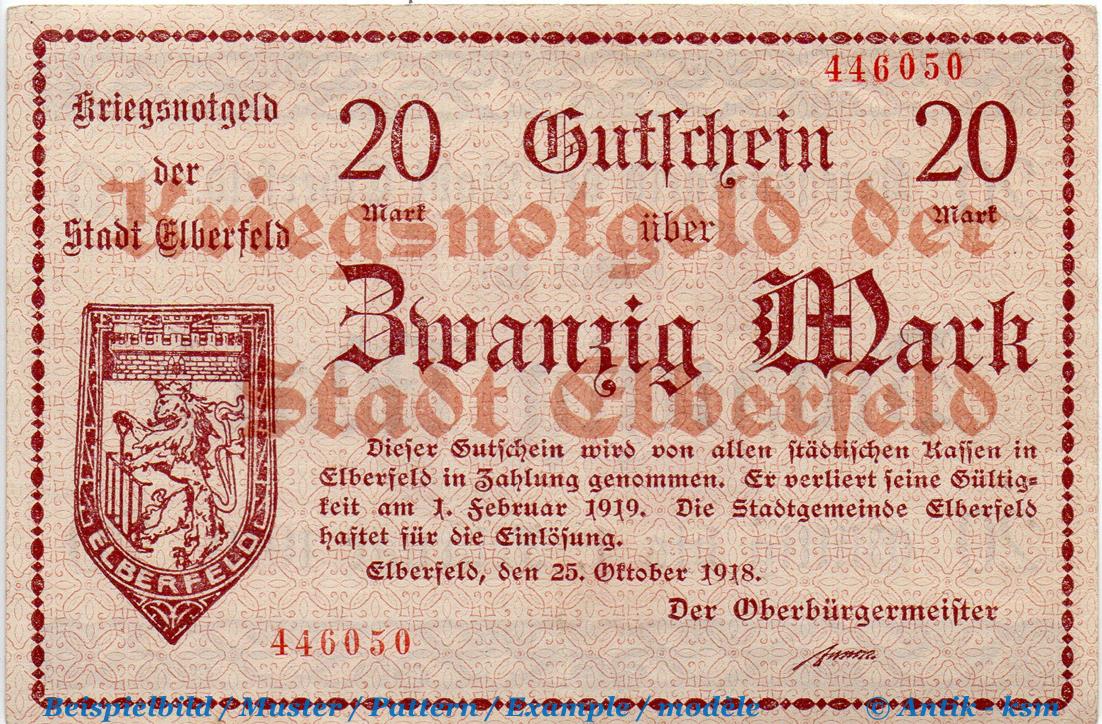 446050
Kriegsnotgeld
der
Stadt Elberfeld
20 Gutschein 20
Mark über Mark
Zwanzig Mark
Kriegsnotgeld der
Stadt Elberfeld
Dieser Gutschein wird von allen städtischen Kassen in
Elberfeld in Zahlung genommen. Er verliert seine Gültig=
keit am 1. Februar 1919. Die Stadtgemeinde Elberfeld
haftet für die Einlösung.
Elberfeld, den 25. Oktober 1918.
Der Oberbürgermeister
ELBERFELD
446050
Beispielbild / Muster / Pattern / Example / modèle © Antik - ksm